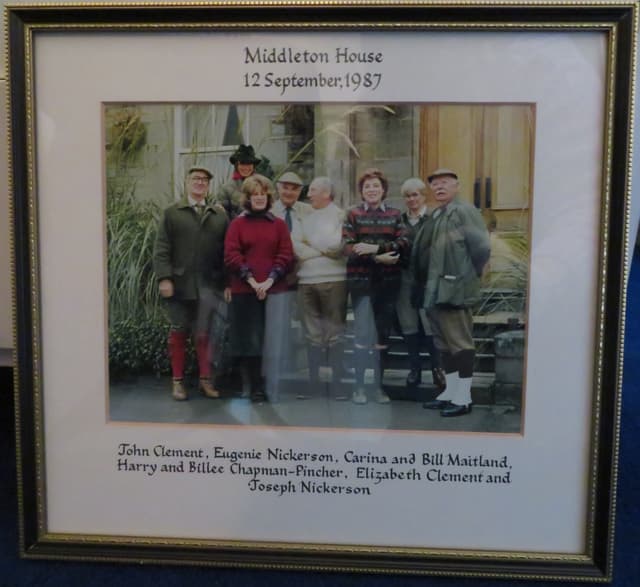 Middleton House
12 September, 1987
John Clement, Eugenie Nickerson, Carina and Bill Maitland,
Harry and Billee Chapman-Pincher, Elizabeth Clement and
Joseph Nickerson